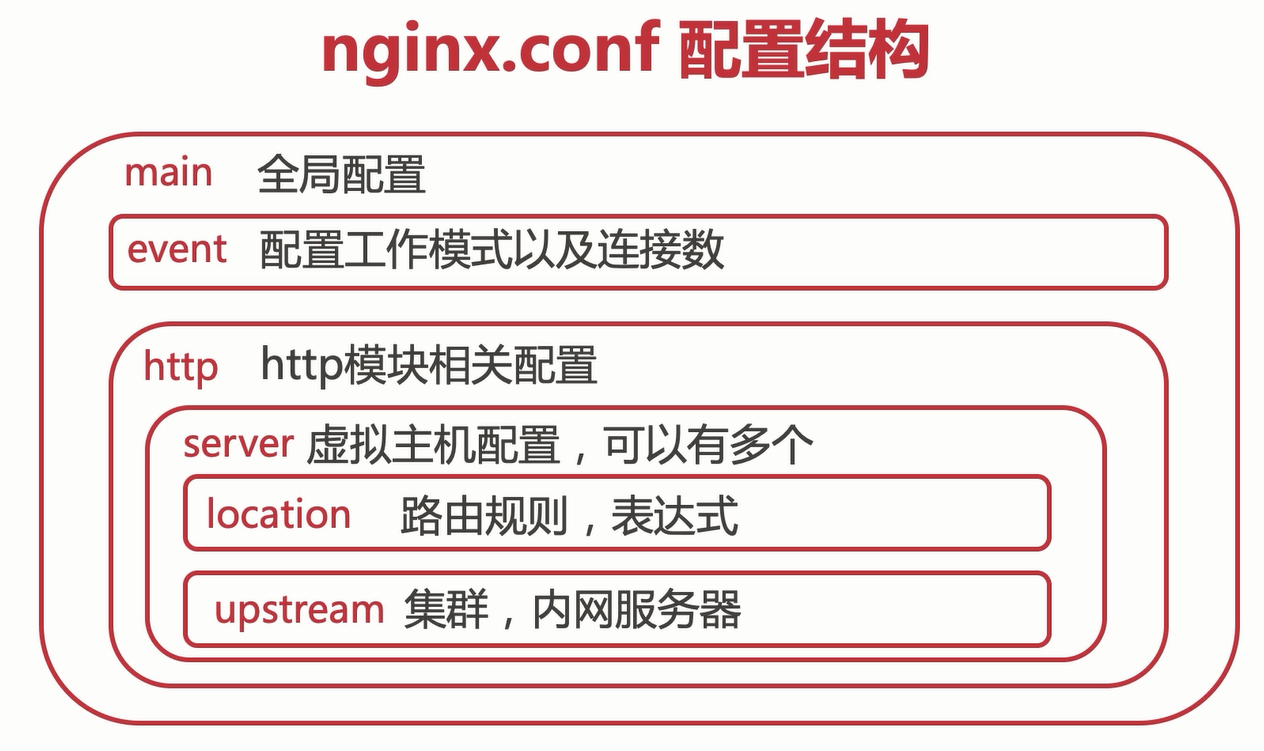 nginx.conf 配置结构
main 全局配置
event 配置工作模式以及连接数
http http模块相关配置
server 虚拟主机配置，可以有多个
location 路由规则，表达式
upstream 集群，内网服务器